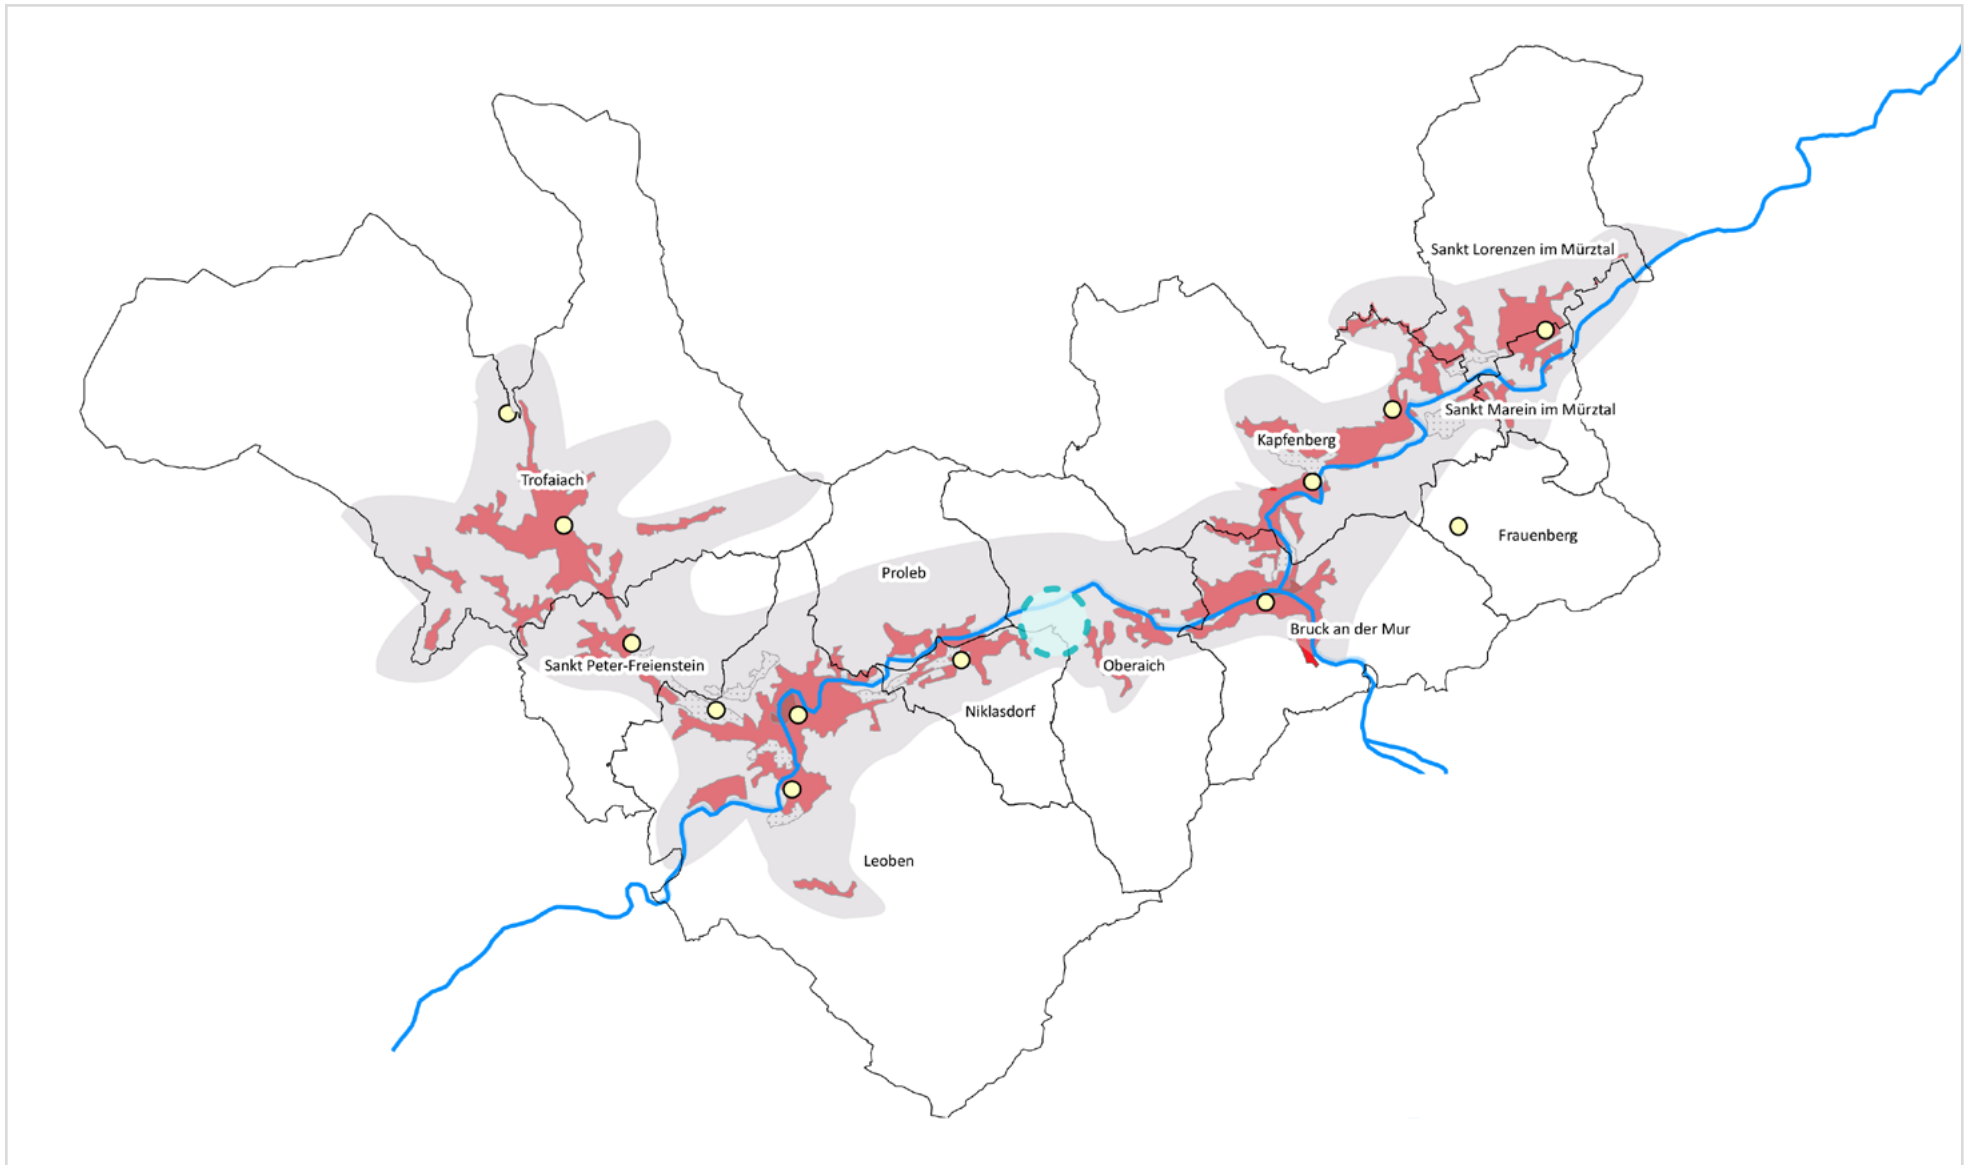 Sankt Lorenzen im Mürztal
Sankt Marein im Mürztal
Kapfenberg
Trofaiach
Frauenberg
Proleb
Bruck an der Mur
Sankt Peter-Freienstein
Oberaich
Niklasdorf
Leoben